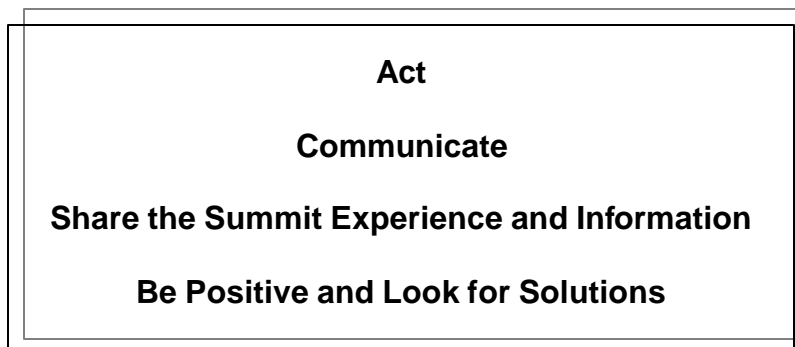 Act
Communicate
Share the Summit Experience and Information
Be Positive and Look for Solutions